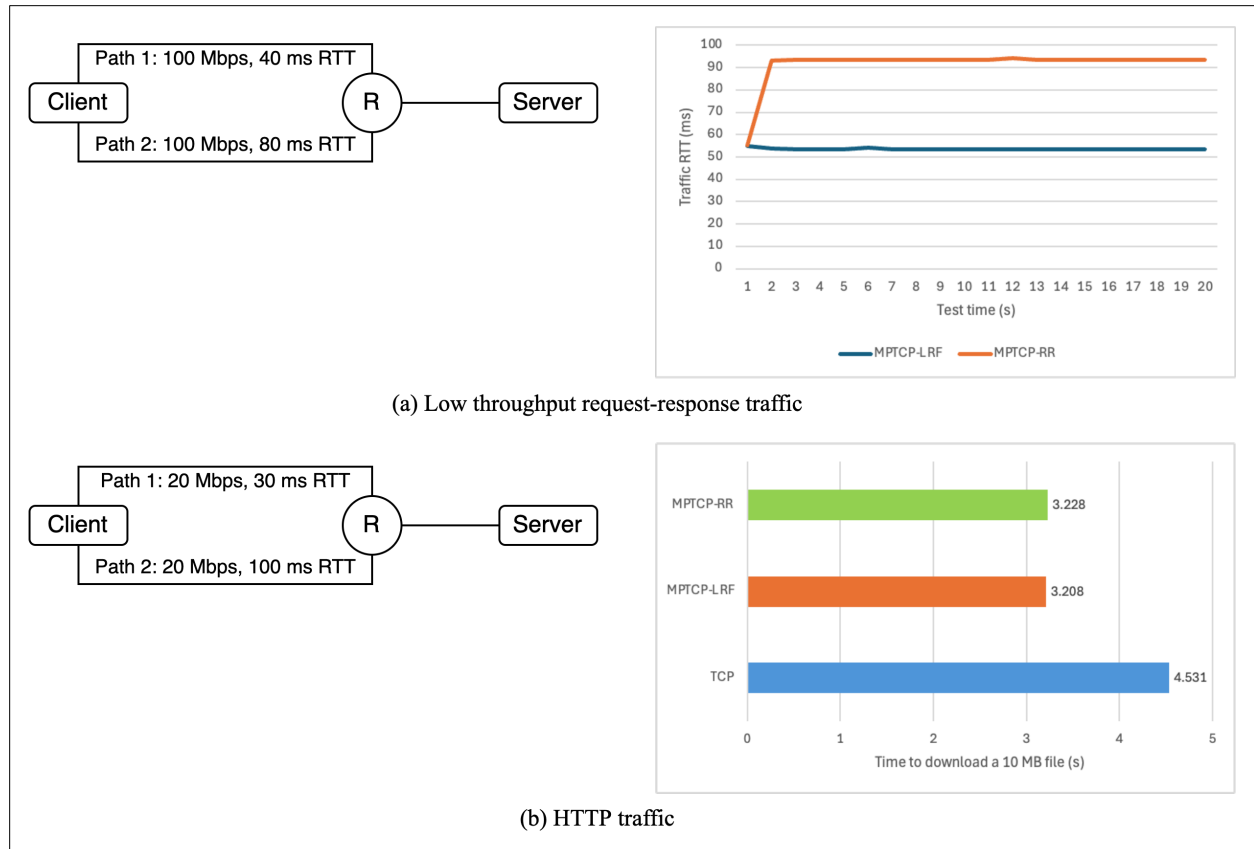 Path 1: 100 Mbps, 40 ms RTT
Client
R
Server
Path 2: 100 Mbps, 80 ms RTT
100
90
80
70
60
50
40
30
20
10
0
Traffic RTT (ms)
1 2 3 4 5 6 7 8 9 10 11 12 13 14 15 16 17 18 19 20
Test time (s)
MPTCP-LRF MPTCP-RR
(a) Low throughput request-response traffic
Path 1: 20 Mbps, 30 ms RTT
Client
R
Server
Path 2: 20 Mbps, 100 ms RTT
MPTCP-RR 3.228
MPTCP-LRF 3.208
TCP 4.531
0 1 2 3 4 5
Time to download a 10 MB file (s)
(b) HTTP traffic